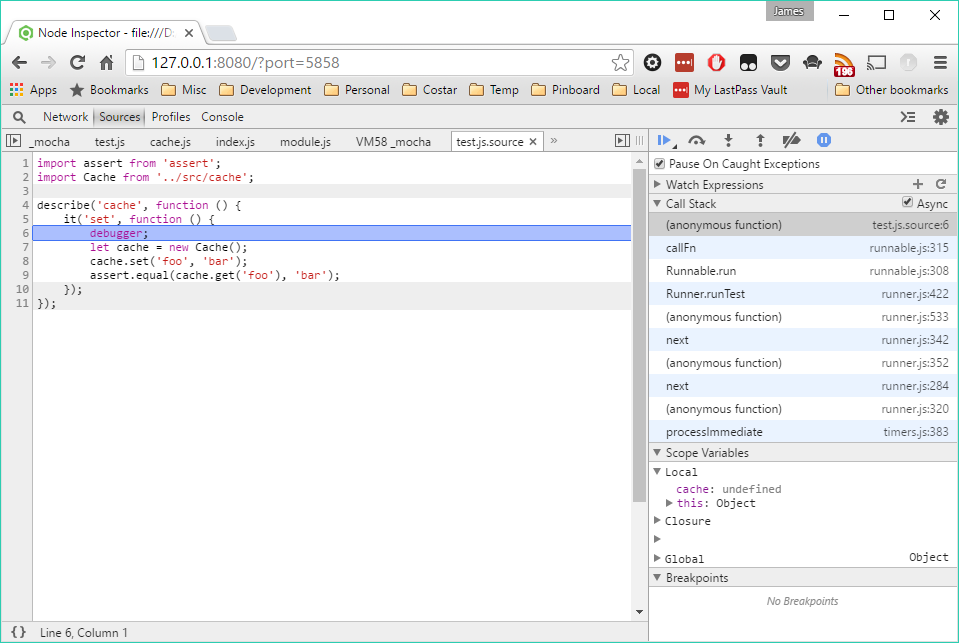 James
Node Inspector - file:///D:
127.0.0.1:8080/?port=5858
196
Apps Bookmarks Misc Development Personal Costar Temp Pinboard Local My LastPass Vault Other bookmarks
Network Sources Profiles Console
_mocha test.js cache.js index.js module.js VM58 _mocha test.js.source × »
1 import assert from 'assert';
2 import Cache from '../src/cache';
3
4 describe('cache', function () {
5 it('set', function () {
6 debugger;
7 let cache = new Cache();
8 cache.set('foo', 'bar');
9 assert.equal(cache.get('foo'), 'bar');
10 });
11 });
Pause On Caught Exceptions
Watch Expressions
Call Stack Async
(anonymous function) test.js.source:6
callFn runnable.js:315
Runnable.run runnable.js:308
Runner.runTest runner.js:422
(anonymous function) runner.js:533
next runner.js:342
(anonymous function) runner.js:352
next runner.js:284
(anonymous function) runner.js:320
processImmediate timers.js:383
Scope Variables
Local
cache: undefined
this: Object
Closure
Global Object
Breakpoints
No Breakpoints
{} Line 6, Column 1